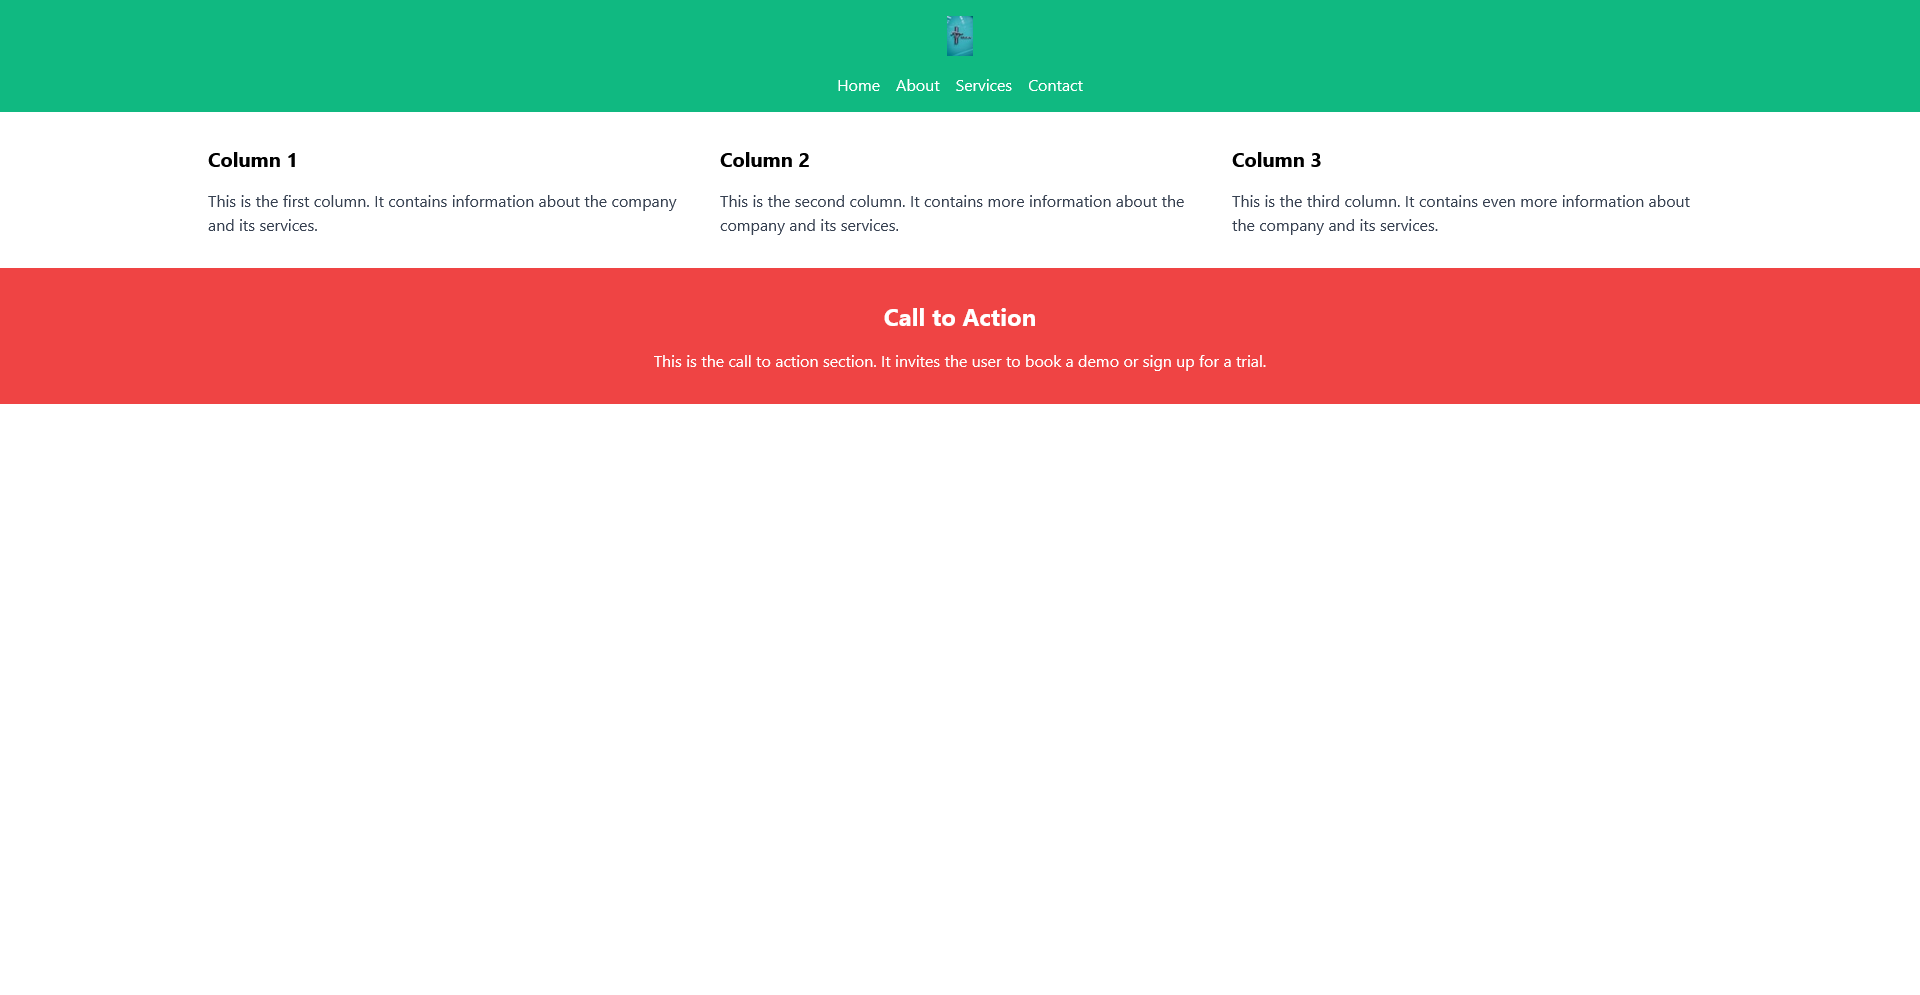 Home About Services Contact
Column 1
This is the first column. It contains information about the company
and its services.
Column 2
This is the second column. It contains more information about the
company and its services.
Column 3
This is the third column. It contains even more information about
the company and its services.
Call to Action
This is the call to action section. It invites the user to book a demo or sign up for a trial.